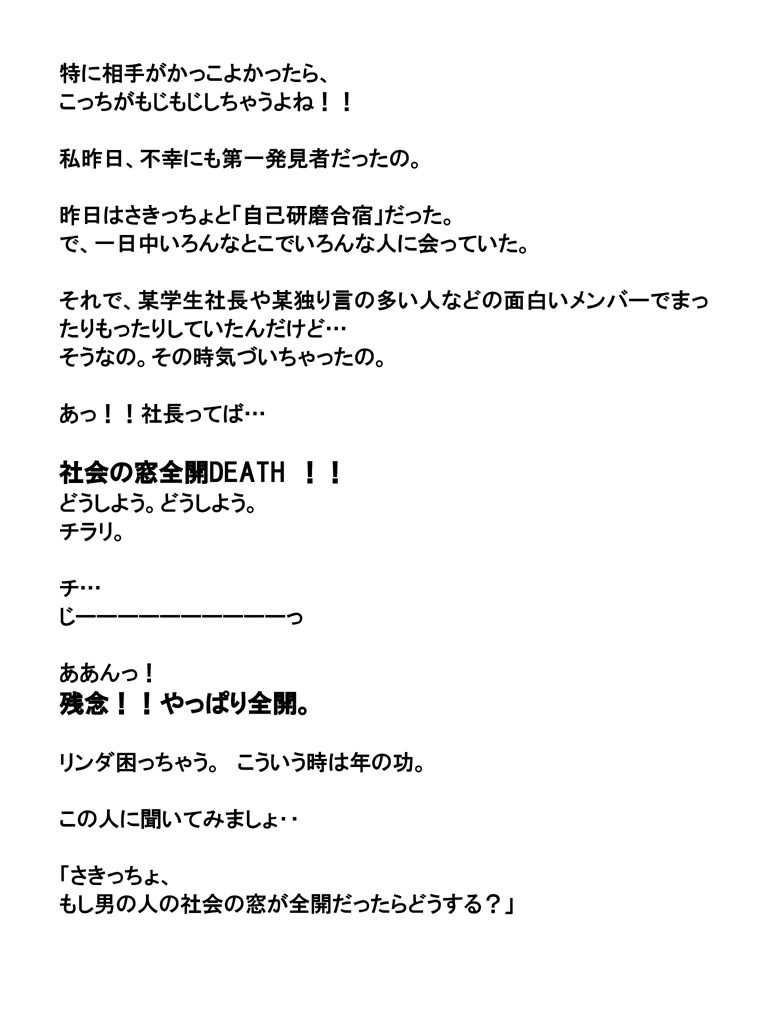 特に相手がかっこよかったら、
こっちがもじもじしちゃうよね！！
私昨日、不幸にも第一発見者だったの。
昨日はさきっちょと「自己研磨合宿」だった。
で、一日中いろんなとこでいろんな人に会っていた。
それで、某学生社長や某独り言の多い人などの面白いメンバーでまっ
たりもったりしていたんだけど…
そうなの。その時気づいちゃったの。
あっ！！社長ってば…
社会の窓全開DEATH ！！
どうしよう。どうしよう。
チラリ。
チ…
じーーーーーーーーーーっ
ああんっ！
残念！！やっぱり全開。
リンダ困っちゃう。　こういう時は年の功。
この人に聞いてみましょ・・
「さきっちょ、
もし男の人の社会の窓が全開だったらどうする？」